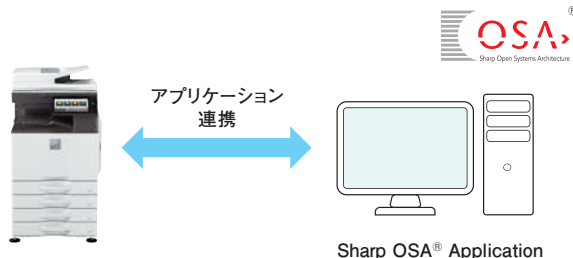 OSA®
Sharp Open Systems Architecture
アプリケーション
連携
Sharp OSA® Application